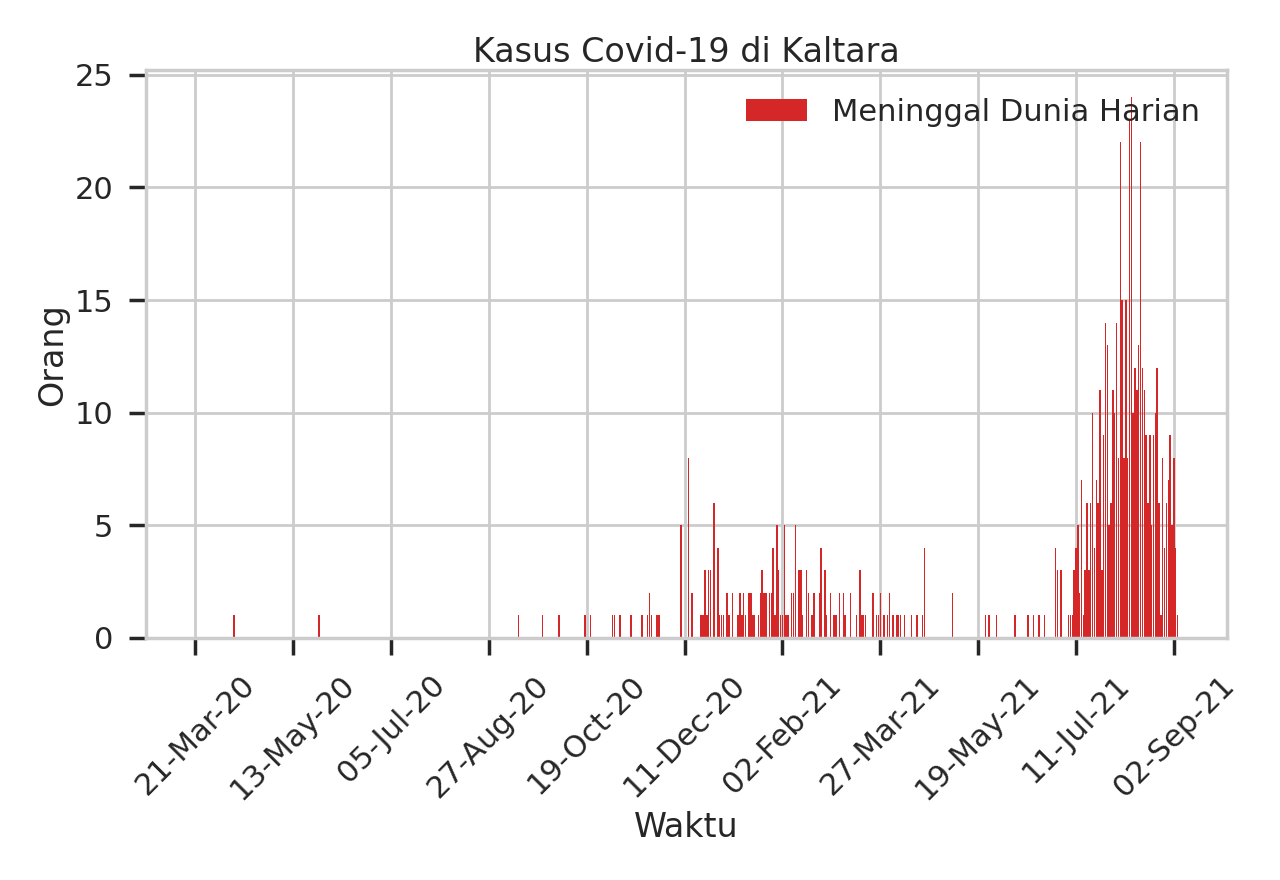 Kasus Covid-19 di Kaltara
Meninggal Dunia Harian
Orang
25
20
15
10
5
0
21-Mar-20
13-May-20
05-Jul-20
27-Aug-20
19-Oct-20
11-Dec-20
02-Feb-21
27-Mar-21
19-May-21
11-Jul-21
02-Sep-21
Waktu